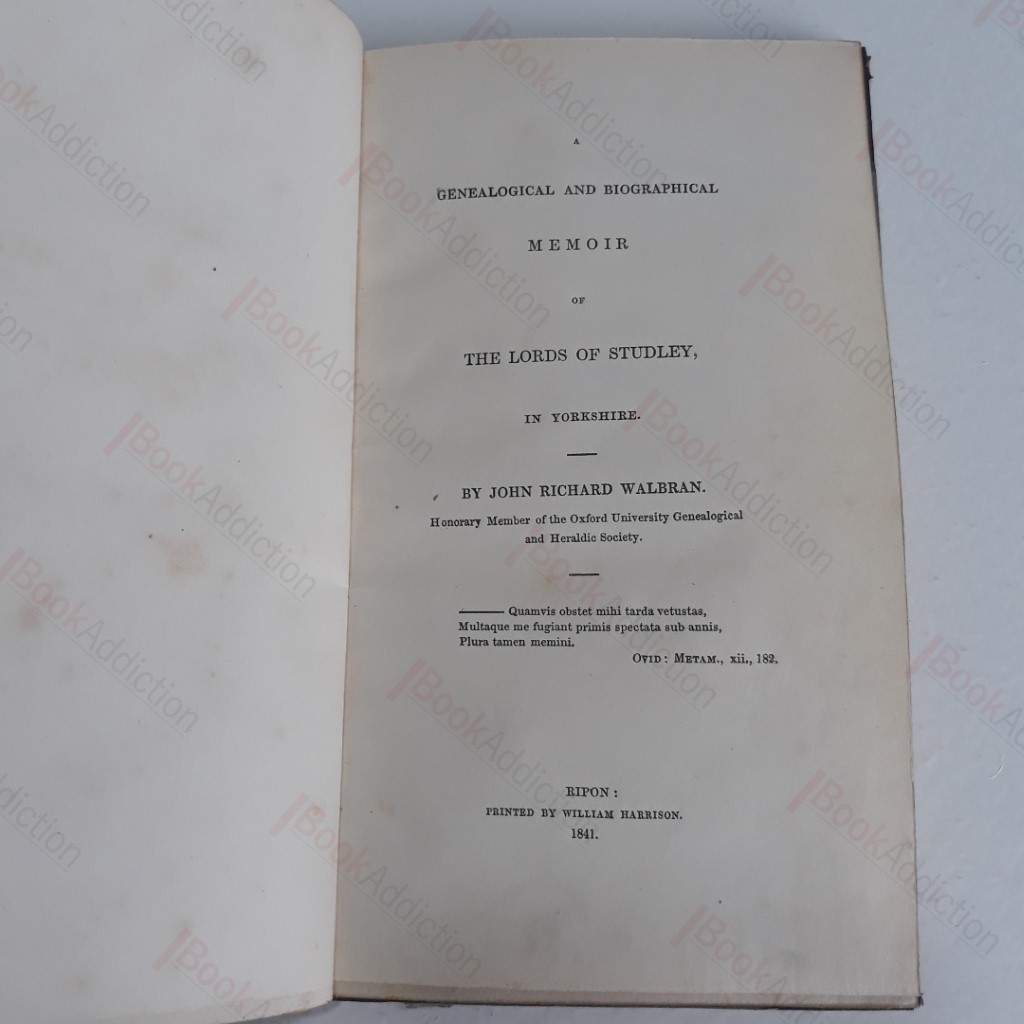 A
GENEALOGICAL AND BIOGRAPHICAL
MEMOIR
OF
THE LORDS OF STUDLEY,
IN YORKSHIRE.
BY JOHN RICHARD WALBRAN.
Honorary Member of the Oxford University Genealogical
and Heraldic Society.
——— Quamvis obstet mihi tarda vetustas,
Multaque me fugiant primis spectata sub annis,
Plura tamen memini.
OVID: METAM., xii., 182.
RIPON:
PRINTED BY WILLIAM HARRISON.
1841.
BookAddiction